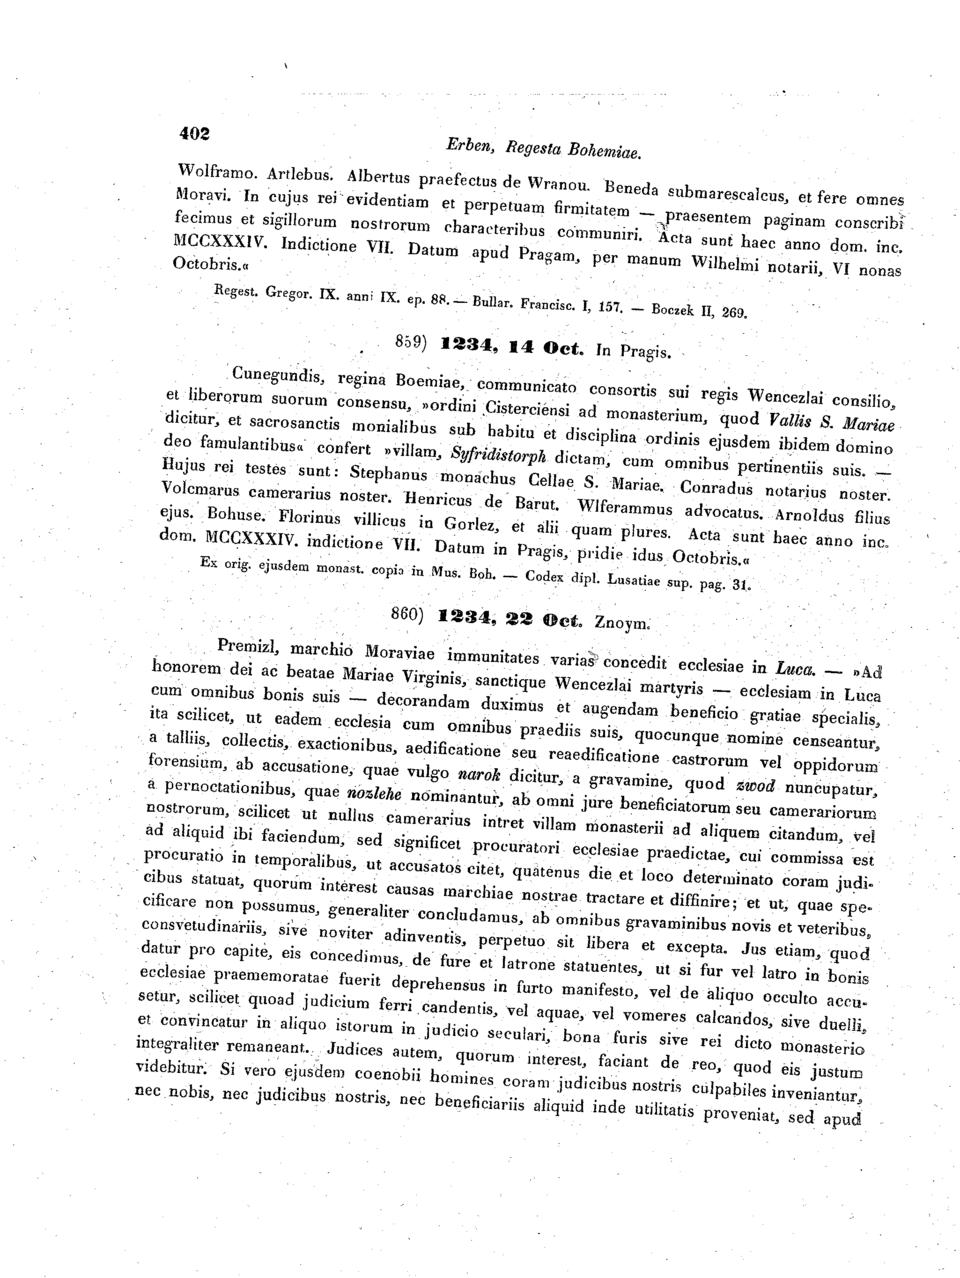 402
Erben, Regesta Bohemiae.
Wolframo. Artlebus. Albertus praefectus de Wranou. Beneda submarescalcus, et fere omnes
Moravi. In cujus rei evidentiam et perpetuam firmitatem — praesentem paginam conscribi
fecimus et sigillorum nostrorum characteribus communiri. Acta sunt haec anno dom. inc.
MCCXXXIV. Indictione VII. Datum apud Pragam, per manum Wilhelmi notarii, VI nonas
Octobris.«
Regest. Gregor. IX. anni IX. ep. 88. — Bullar. Francisc. I, 157. — Boczek II, 269.
859) 1234, 14 Oct. In Pragis.
Cunegundis, regina Boemiae, communicato consortis sui regis Wencezlai consilio,
et liberorum suorum consensu, »ordini Cisterciensi ad monasterium, quod Vallis S. Mariae
dicitur, et sacrosanctis monialibus sub habitu et disciplina ordinis ejusdem ibidem domino
deo famulantibus« confert »villam, Syfridistorph dictam, cum omnibus pertinentiis suis. —
Hujus rei testes sunt: Stephanus monachus Cellae S. Mariae. Conradus notarius noster.
Volcmarus camerarius noster. Henricus de Barut. Wlferammus advocatus. Arnoldus filius
ejus. Bohuse. Florinus villicus in Gorlez, et alii quam plures. Acta sunt haec anno inc.
dom. MCCXXXIV. indictione VII. Datum in Pragis, pridie idus Octobris.«
Ex orig. ejusdem monast. copia in Mus. Boh. — Codex dipl. Lusatiae sup. pag. 31.
860) 1234, 22 Oct. Znoym.
Premizl, marchio Moraviae immunitates varias concedit ecclesiae in Luca. — »Ad
honorem dei ac beatae Mariae Virginis, sanctique Wencezlai martyris — ecclesiam in Luca
cum omnibus bonis suis — decorandam duximus et augendam beneficio gratiae specialis,
ita scilicet, ut eadem ecclesia cum omnibus praediis suis, quocunque nomine censeantur,
a talliis, collectis, exactionibus, aedificatione seu reaedificatione castrorum vel oppidorum
forensium, ab accusatione, quae vulgo narok dicitur, a gravamine, quod zwod nuncupatur,
a pernoctationibus, quae nozlehe nominantur, ab omni jure beneficiatorum seu camerariorum
nostrorum, scilicet ut nullus camerarius intret villam monasterii ad aliquem citandum, vel
ad aliquid ibi faciendum, sed significet procuratori ecclesiae praedictae, cui commissa est
procuratio in temporalibus, ut accusatos citet, quatenus die et loco determinato coram judi-
cibus statuat, quorum interest causas marchiae nostrae tractare et diffinire; et ut, quae spe-
cificare non possumus, generaliter concludamus, ab omnibus gravaminibus novis et veteribus,
consvetudinariis, sive noviter adinventis, perpetuo sit libera et excepta. Jus etiam, quod
datur pro capite, eis concedimus, de fure et latrone statuentes, ut si fur vel latro in bonis
ecclesiae praememoratae fuerit deprehensus in furto manifesto, vel de aliquo occulto accu-
setur, scilicet quoad judicium ferri candentis, vel aquae, vel vomeres calcandos, sive duelli,
et convincatur in aliquo istorum in judicio seculari, bona furis sive rei dicto monasterio
integraliter remaneant. Judices autem, quorum interest, faciant de reo, quod eis justum
videbitur. Si vero ejusdem coenobii homines coram judicibus nostris culpabiles inveniantur,
nec nobis, nec judicibus nostris, nec beneficiariis aliquid inde utilitatis proveniat, sed apud